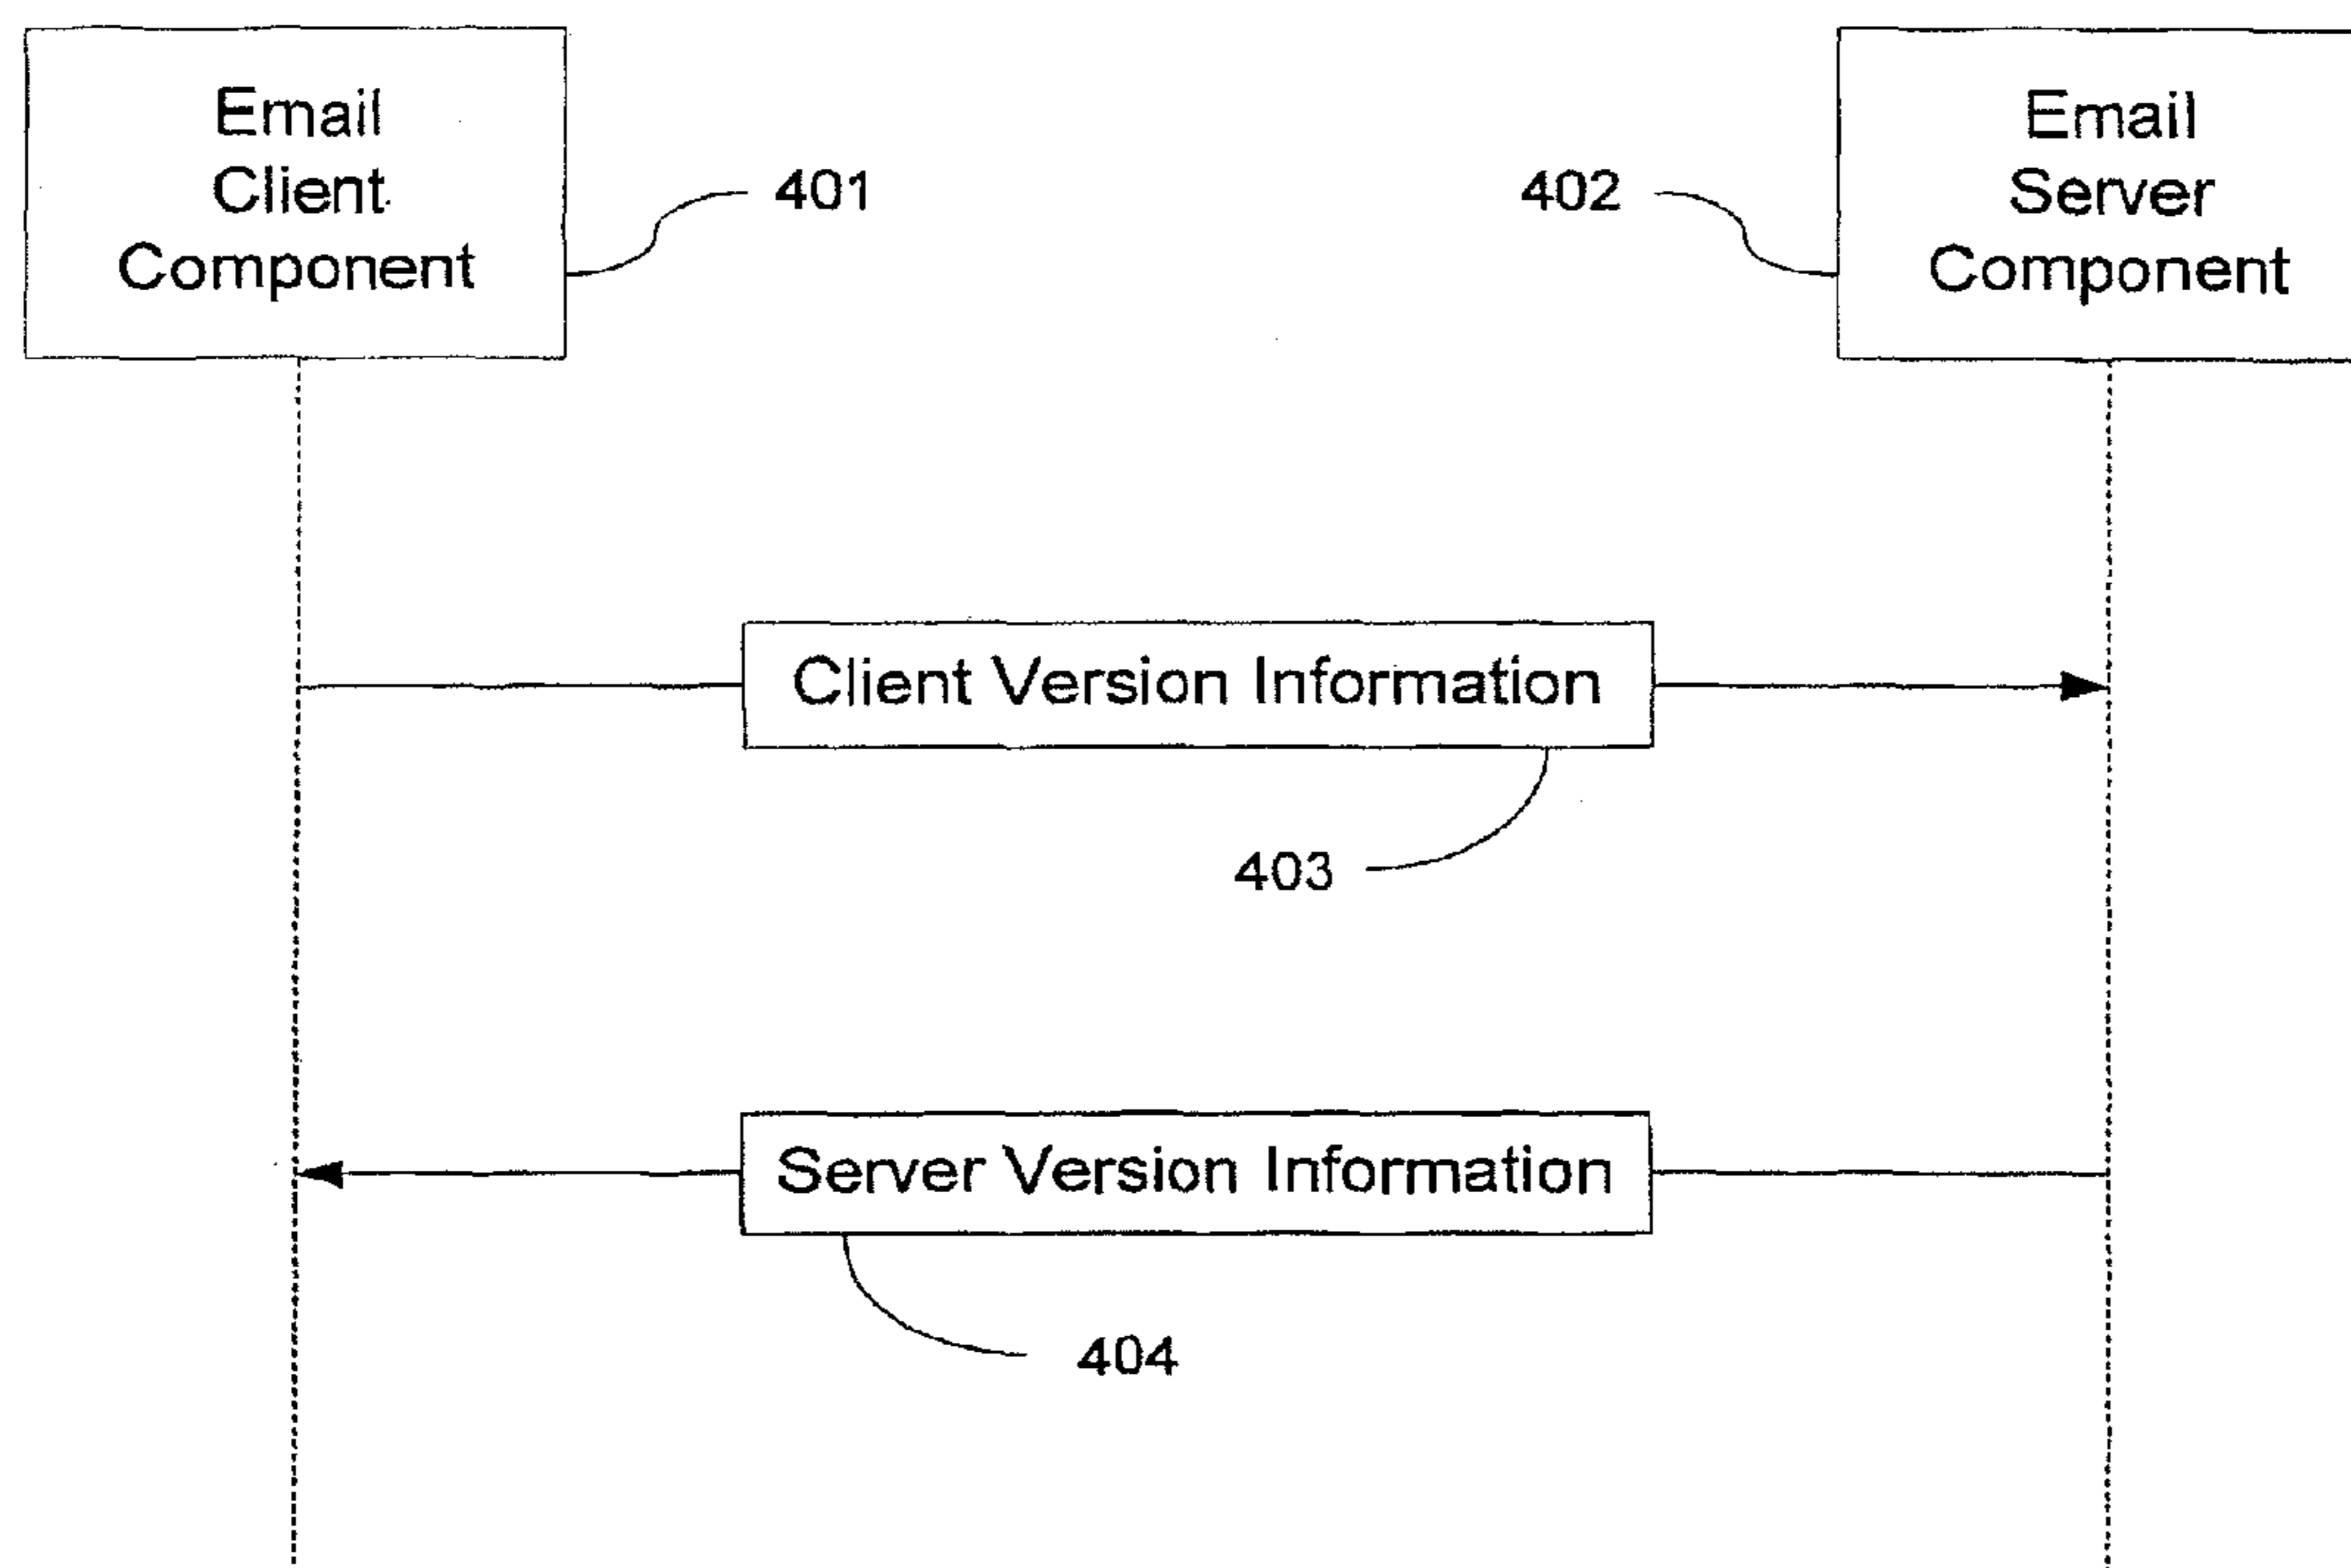 Email
Client
Component
401
402
Email
Server
Component
Client Version Information
403
Server Version Information
404